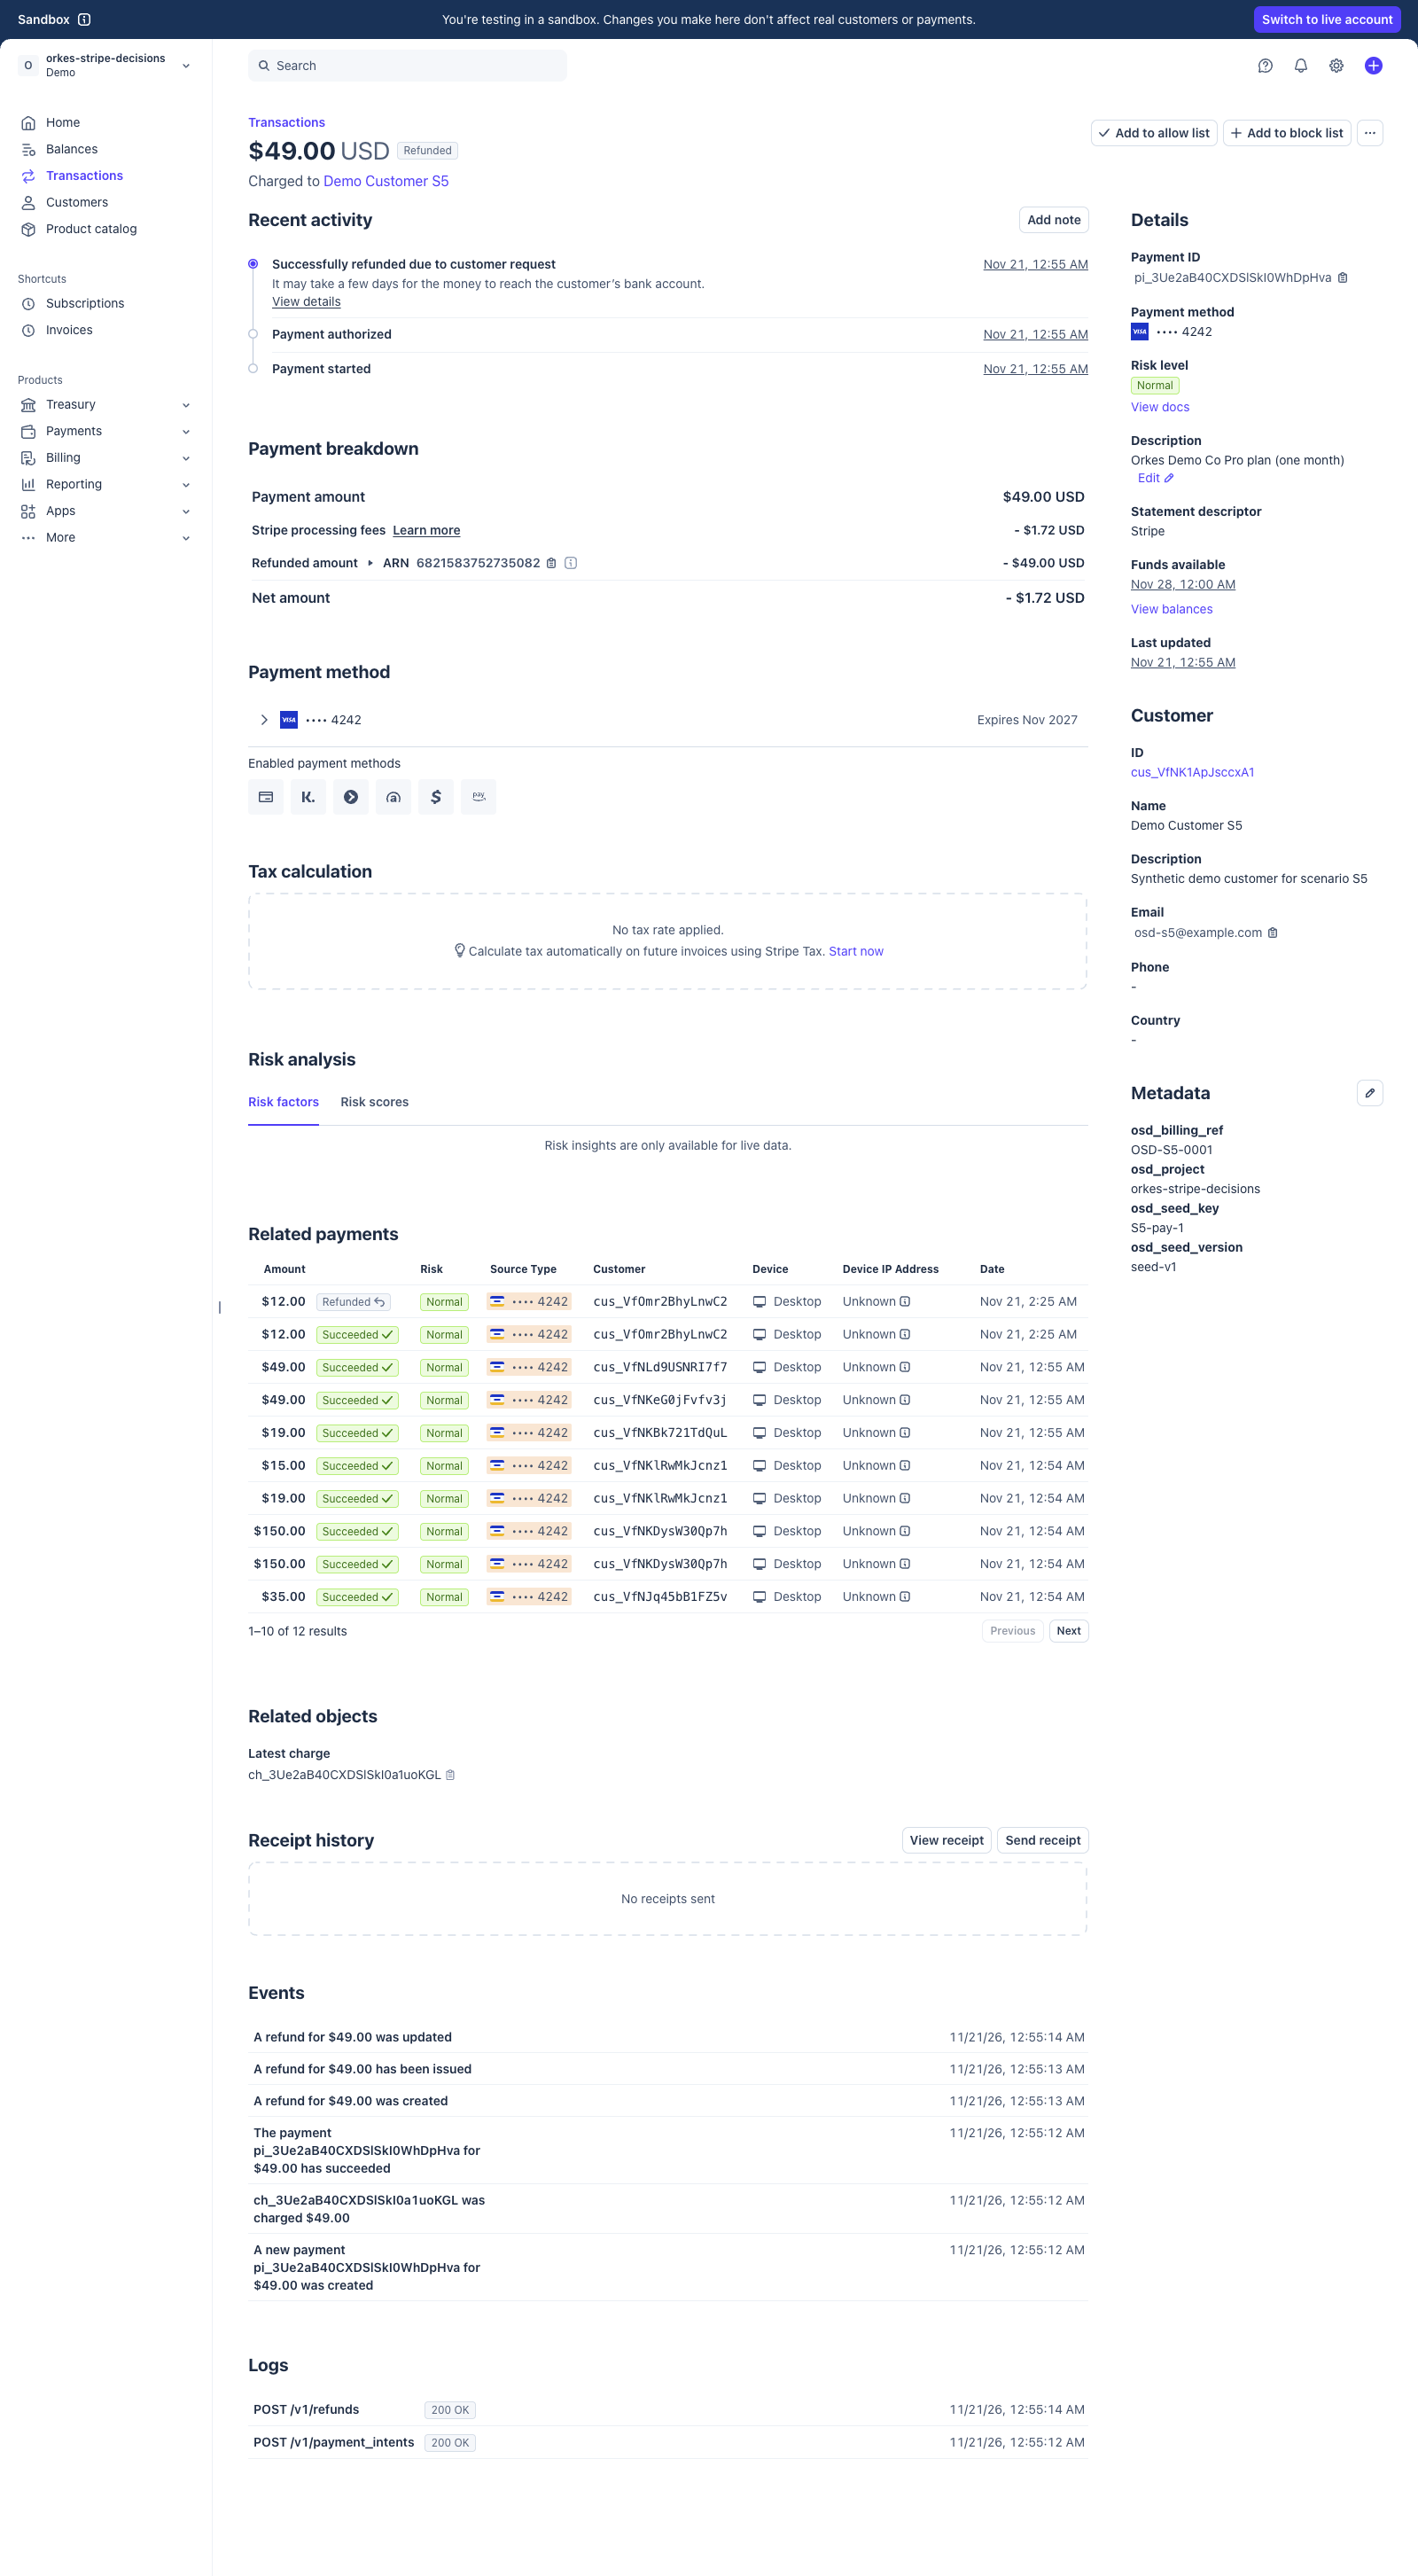 Sandbox
You're testing in a sandbox. Changes you make here don't affect real customers or payments.
Switch to live account
O
orkes-stripe-decisions
Demo
Search
Home
Balances
Transactions
Customers
Product catalog
Shortcuts
Subscriptions
Invoices
Products
Treasury
Payments
Billing
Reporting
Apps
More
Transactions
$49.00 USD Refunded
Charged to Demo Customer S5
Add to allow list
Add to block list
Recent activity
Add note
Successfully refunded due to customer request Nov 21, 12:55 AM
It may take a few days for the money to reach the customer's bank account.
View details
Payment authorized Nov 21, 12:55 AM
Payment started Nov 21, 12:55 AM
Payment breakdown
Payment amount $49.00 USD
Stripe processing fees Learn more - $1.72 USD
Refunded amount ARN 6821583752735082 - $49.00 USD
Net amount - $1.72 USD
Payment method
VISA •••• 4242 Expires Nov 2027
Enabled payment methods
K.
a
$
pay
Tax calculation
No tax rate applied.
Calculate tax automatically on future invoices using Stripe Tax. Start now
Risk analysis
Risk factors Risk scores
Risk insights are only available for live data.
Related payments
Amount Risk Source Type Customer Device Device IP Address Date
$12.00 Refunded Normal •••• 4242 cus_VfOmr2BhyLnwC2 Desktop Unknown Nov 21, 2:25 AM
$12.00 Succeeded Normal •••• 4242 cus_VfOmr2BhyLnwC2 Desktop Unknown Nov 21, 2:25 AM
$49.00 Succeeded Normal •••• 4242 cus_VfNLd9USNRI7f7 Desktop Unknown Nov 21, 12:55 AM
$49.00 Succeeded Normal •••• 4242 cus_VfNKeG0jFvfv3j Desktop Unknown Nov 21, 12:55 AM
$19.00 Succeeded Normal •••• 4242 cus_VfNKBk721TdQuL Desktop Unknown Nov 21, 12:55 AM
$15.00 Succeeded Normal •••• 4242 cus_VfNKlRwMkJcnz1 Desktop Unknown Nov 21, 12:54 AM
$19.00 Succeeded Normal •••• 4242 cus_VfNKlRwMkJcnz1 Desktop Unknown Nov 21, 12:54 AM
$150.00 Succeeded Normal •••• 4242 cus_VfNKDysW30Qp7h Desktop Unknown Nov 21, 12:54 AM
$150.00 Succeeded Normal •••• 4242 cus_VfNKDysW30Qp7h Desktop Unknown Nov 21, 12:54 AM
$35.00 Succeeded Normal •••• 4242 cus_VfNJq45bB1FZ5v Desktop Unknown Nov 21, 12:54 AM
1–10 of 12 results
Previous Next
Related objects
Latest charge
ch_3Ue2aB40CXDSISkI0a1uoKGL
Receipt history
View receipt Send receipt
No receipts sent
Events
A refund for $49.00 was updated 11/21/26, 12:55:14 AM
A refund for $49.00 has been issued 11/21/26, 12:55:13 AM
A refund for $49.00 was created 11/21/26, 12:55:13 AM
The payment 11/21/26, 12:55:12 AM
pi_3Ue2aB40CXDSISkI0WhDpHva for
$49.00 has succeeded
ch_3Ue2aB40CXDSISkI0a1uoKGL was 11/21/26, 12:55:12 AM
charged $49.00
A new payment 11/21/26, 12:55:12 AM
pi_3Ue2aB40CXDSISkI0WhDpHva for
$49.00 was created
Logs
POST /v1/refunds 200 OK 11/21/26, 12:55:14 AM
POST /v1/payment_intents 200 OK 11/21/26, 12:55:12 AM
Details
Payment ID
pi_3Ue2aB40CXDSISkI0WhDpHva
Payment method
VISA •••• 4242
Risk level
Normal
View docs
Description
Orkes Demo Co Pro plan (one month)
Edit
Statement descriptor
Stripe
Funds available
Nov 28, 12:00 AM
View balances
Last updated
Nov 21, 12:55 AM
Customer
ID
cus_VfNK1ApJsccxA1
Name
Demo Customer S5
Description
Synthetic demo customer for scenario S5
Email
osd-s5@example.com
Phone
-
Country
-
Metadata
osd_billing_ref
OSD-S5-0001
osd_project
orkes-stripe-decisions
osd_seed_key
S5-pay-1
osd_seed_version
seed-v1